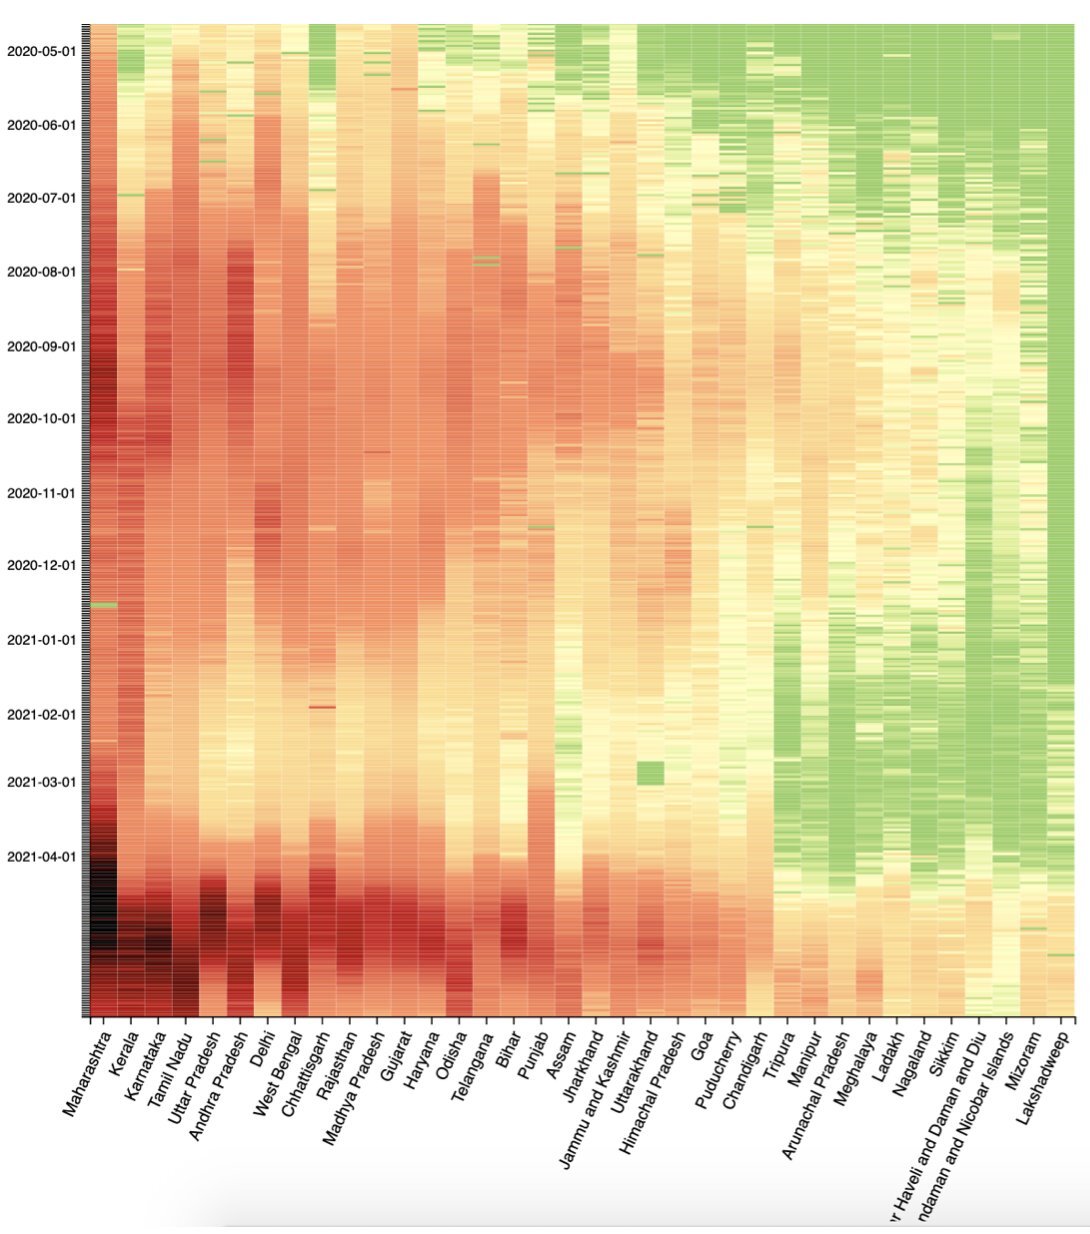 2020-05-01
2020-06-01
2020-07-01
2020-08-01
2020-09-01
2020-10-01
2020-11-01
2020-12-01
2021-01-01
2021-02-01
2021-03-01
2021-04-01
Maharashtra
Kerala
Karnataka
Tamil Nadu
Uttar Pradesh
Andhra Pradesh
Delhi
West Bengal
Chhattisgarh
Rajasthan
Madhya Pradesh
Gujarat
Haryana
Odisha
Telangana
Bihar
Punjab
Assam
Jharkhand
Jammu and Kashmir
Uttarakhand
Himachal Pradesh
Goa
Puducherry
Chandigarh
Tripura
Manipur
Arunachal Pradesh
Meghalaya
Ladakh
Nagaland
Sikkim
r Haveli and Daman and Diu
ndaman and Nicobar Islands
Mizoram
Lakshadweep